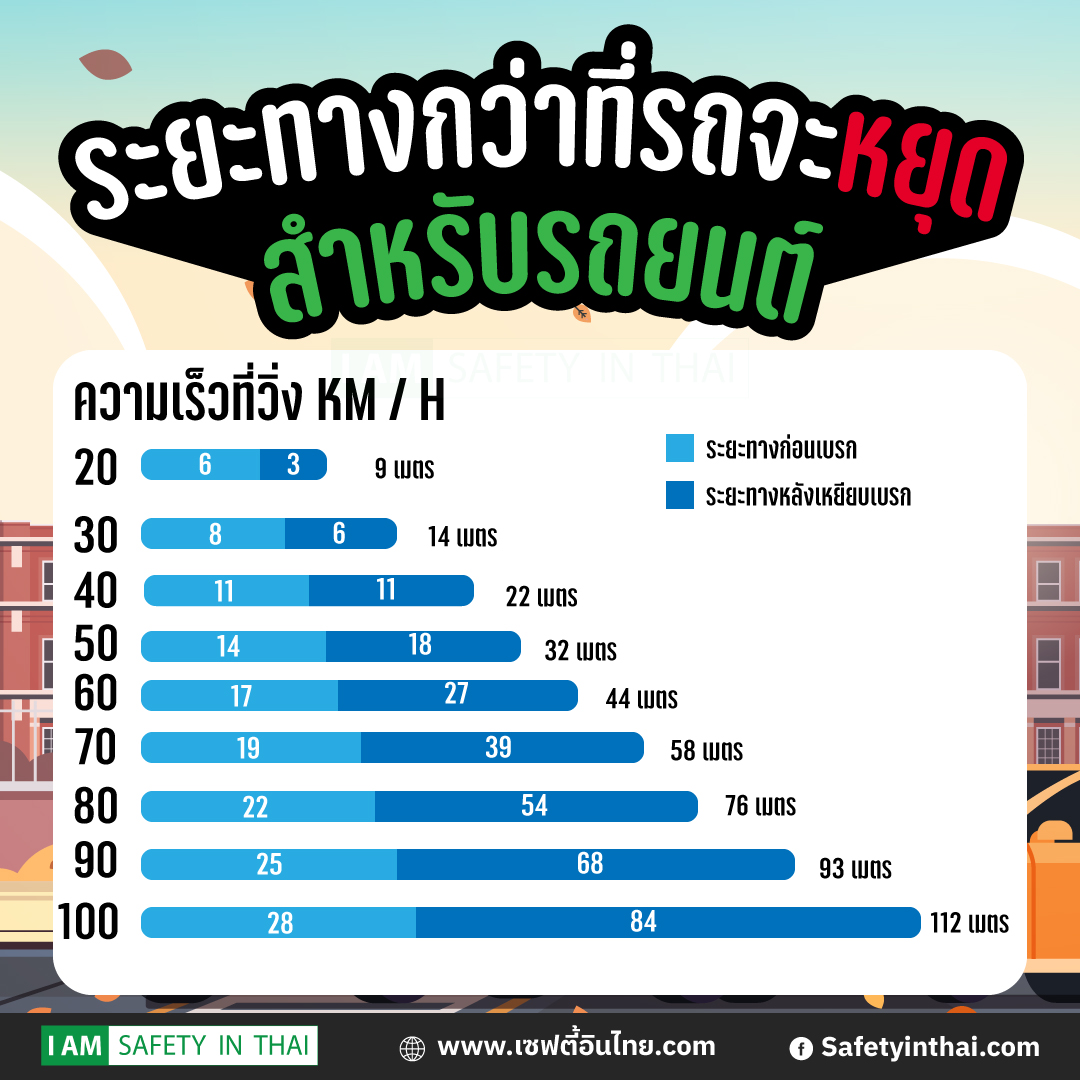 ระยะทางกว่าที่รถจะหยุด
สำหรับรถยนต์
I AM SAFETY IN THAI
ความเร็วที่วิ่ง KM / H
ระยะทางก่อนเบรก
ระยะทางหลังเหยียบเบรก
20 6 3 9 เมตร
30 8 6 14 เมตร
40 11 11 22 เมตร
50 14 18 32 เมตร
60 17 27 44 เมตร
70 19 39 58 เมตร
80 22 54 76 เมตร
90 25 68 93 เมตร
100 28 84 112 เมตร
I AM SAFETY IN THAI www.เซฟตี้อินไทย.com Safetyinthai.com